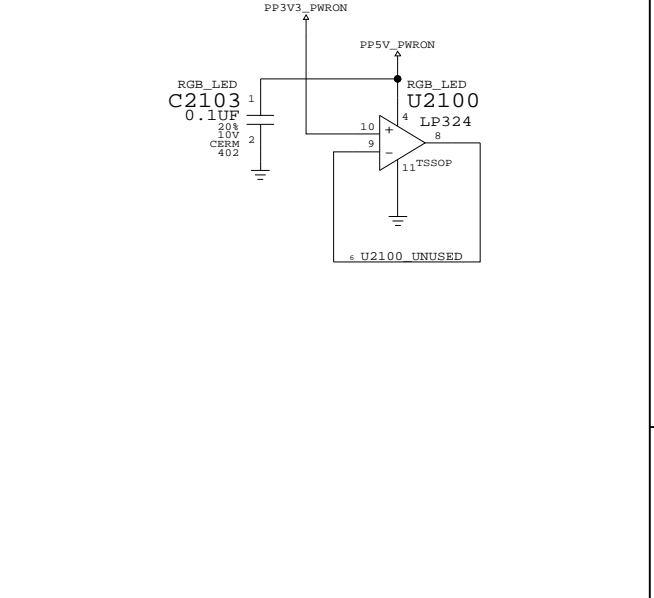 PP3V3_PWRON
PP5V_PWRON
RGB_LED
C2103
1
0.1UF
20%
10V
CERM
402
2
RGB_LED
U2100
4
LP324
10
+
8
9
-
11
TSSOP
6 U2100_UNUSED